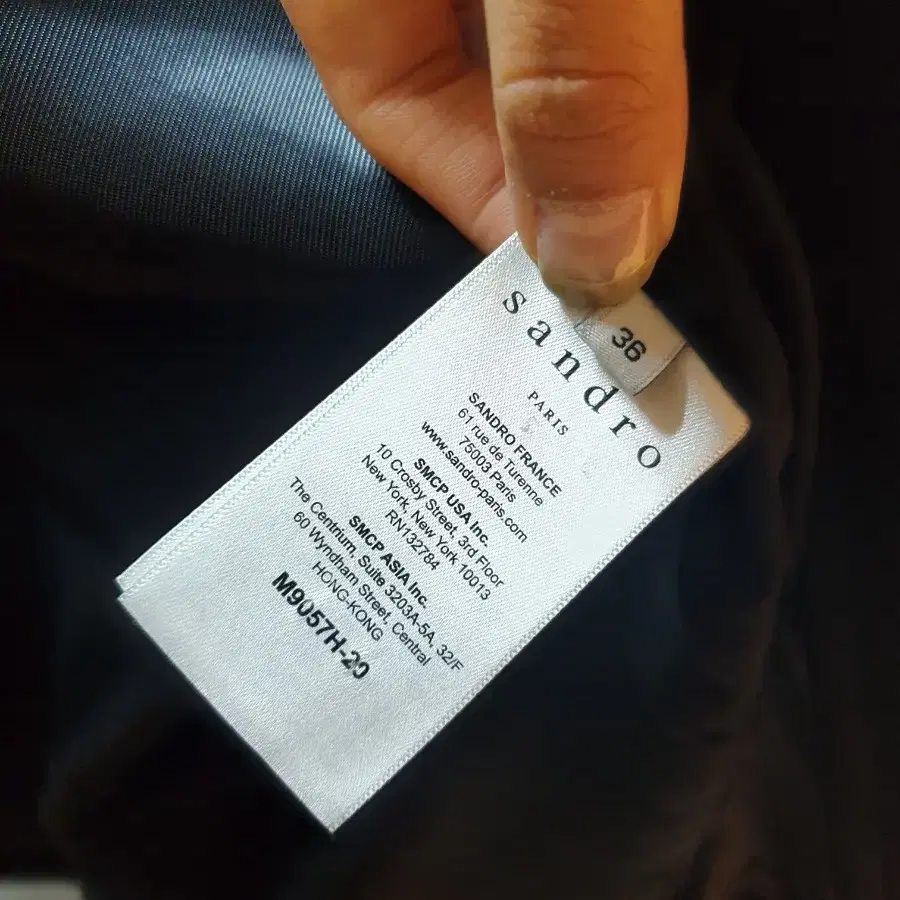 sandro
36
PARIS
SANDRO FRANCE
61 rue de Turenne
75003 Paris
www.sandro-paris.com
SMCP USA Inc.
10 Crosby Street, 3rd Floor
New York, New York 10013
RN132784
SMCP ASIA Inc.
The Centrium, Suite 3203A-5A, 32/F
60 Wyndham Street, Central
HONG-KONG
M9057H-20